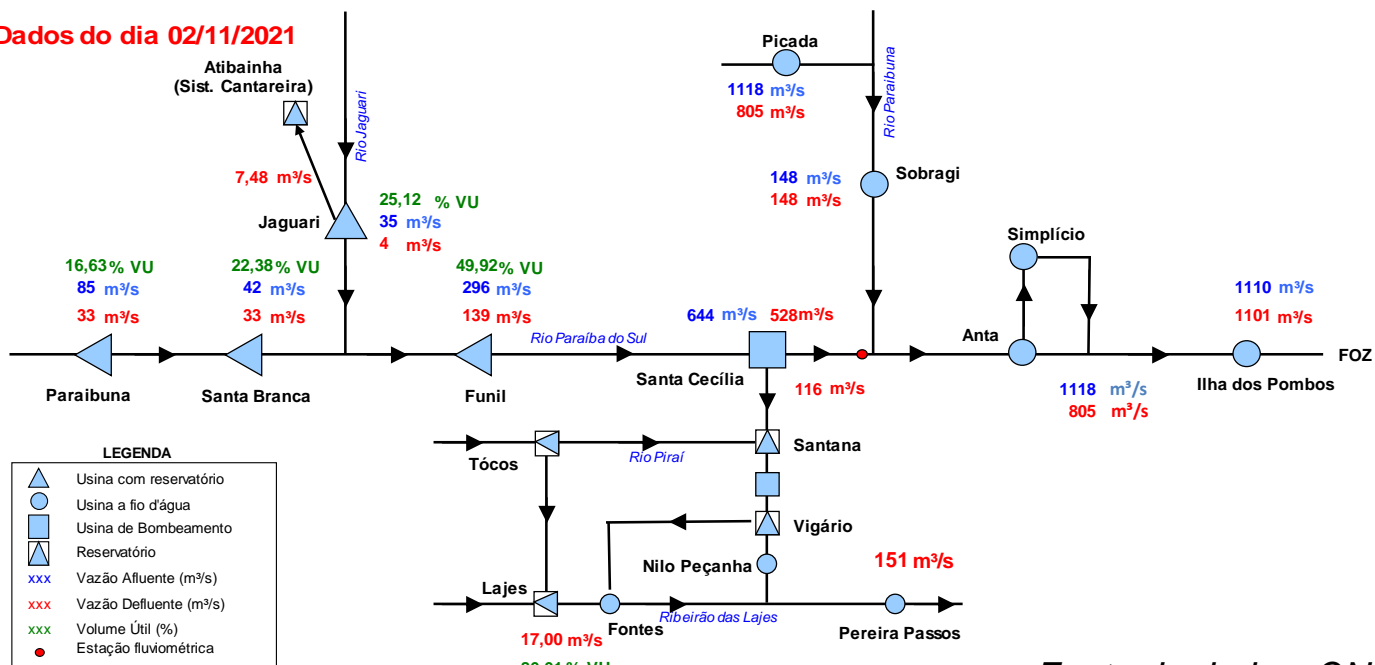 Dados do dia 02/11/2021
Atibainha
(Sist. Cantareira)
Rio Jaguari
7,48 m³/s
Jaguari
25,12 % VU
35 m³/s
4 m³/s
Picada
1118 m³/s
805 m³/s
Rio Paraibuna
148 m³/s
148 m³/s
Sobragi
16,63% VU
85 m³/s
33 m³/s
Paraibuna
22,38% VU
42 m³/s
33 m³/s
Santa Branca
49,92% VU
296 m³/s
139 m³/s
Funil
Rio Paraíba do Sul
644 m³/s 528m³/s
Santa Cecília
116 m³/s
Simplício
Anta
1118 m³/s
805 m³/s
1110 m³/s
1101 m³/s
Ilha dos Pombos
FOZ
Tócos
Rio Piraí
Santana
Vigário
Nilo Peçanha
151 m³/s
Lajes
Fontes
Ribeirão das Lajes
Pereira Passos
17,00 m³/s
LEGENDA
Usina com reservatório
Usina a fio d'água
Usina de Bombeamento
Reservatório
xxx Vazão Afluente (m³/s)
xxx Vazão Defluente (m³/s)
xxx Volume Útil (%)
Estação fluviométrica